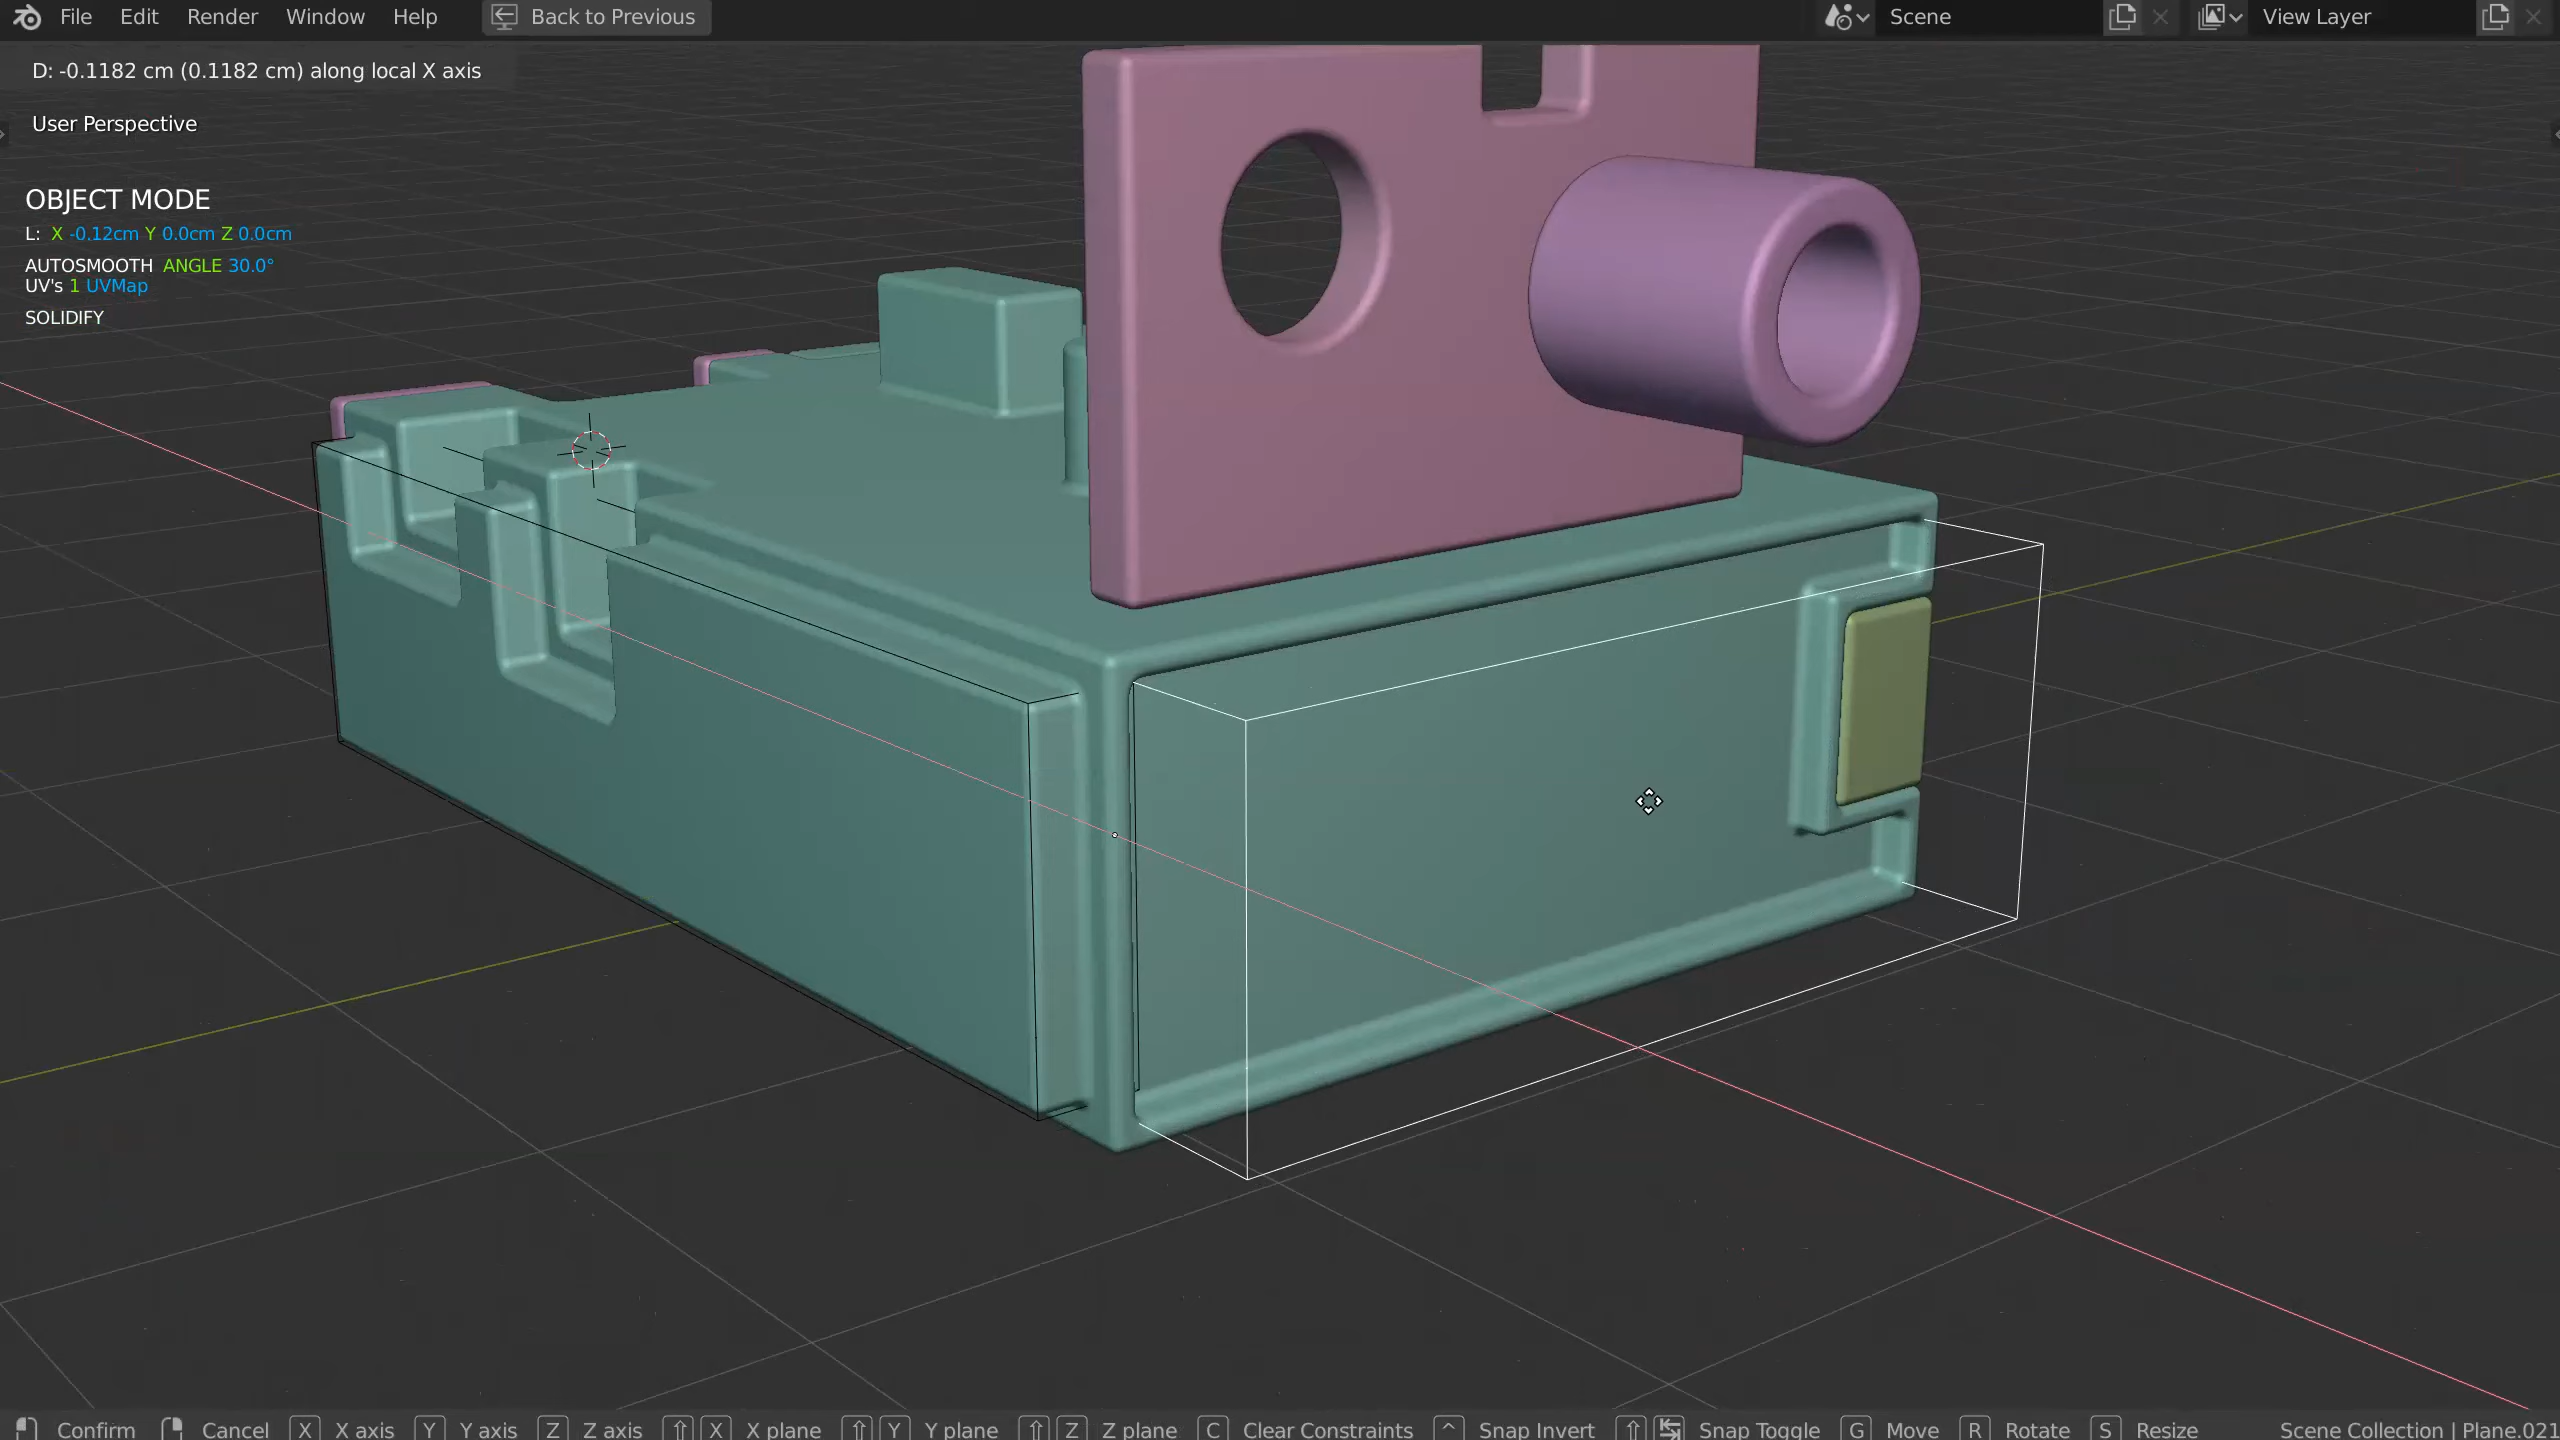 File Edit Render Window Help Back to Previous Scene View Layer
D: -0.1182 cm (0.1182 cm) along local X axis
User Perspective
OBJECT MODE
L: X -0.12cm Y 0.0cm Z 0.0cm
AUTOSMOOTH ANGLE 30.0°
UV's 1 UVMap
SOLIDIFY
Confirm Cancel X X axis Y Y axis Z Z axis X X plane Y Y plane Z Z plane C Clear Constraints ^ Snap Invert Snap Toggle G Move R Rotate S Resize Scene Collection | Plane.021